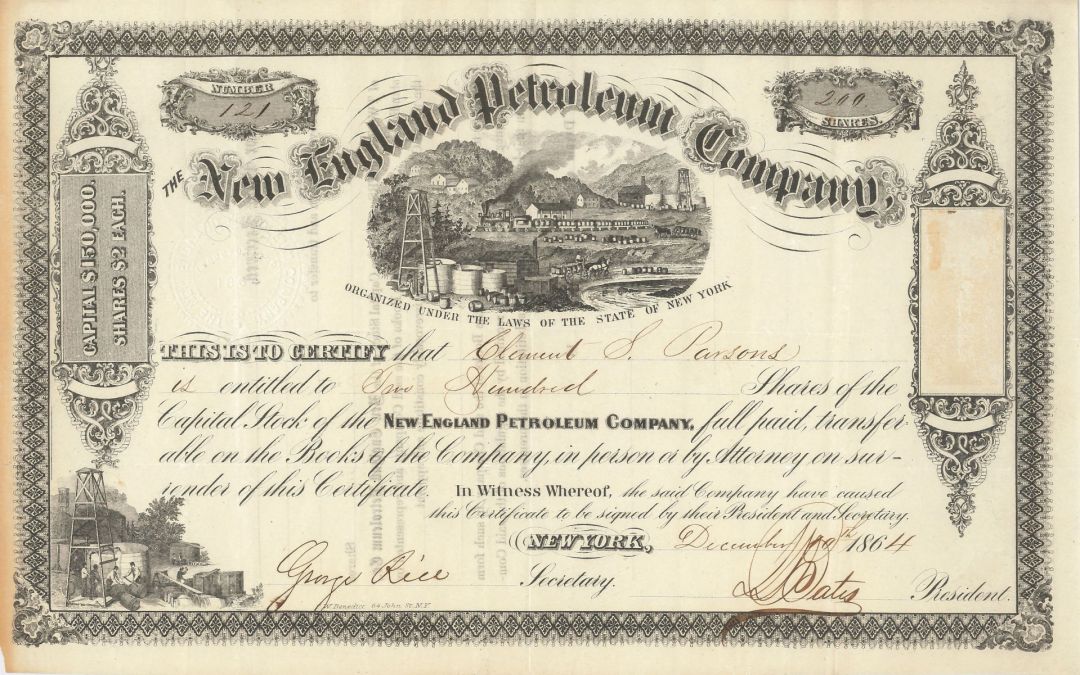 NUMBER
121
200
SHARES.
THE New England Petroleum Company,
ORGANIZED UNDER THE LAWS OF THE STATE OF NEW YORK
CAPITAL $150,000.
SHARES $2 EACH.
THIS IS TO CERTIFY that Clement S. Parsons
is entitled to Two Hundred Shares of the
Capital Stock of the NEW ENGLAND PETROLEUM COMPANY, full paid, transfer-
able on the Books of the Company, in person or by Attorney on sur-
render of this Certificate. In Witness Whereof, the said Company have caused
this Certificate to be signed by their President and Secretary.
NEW YORK, December 1864
George Rice Secretary. Bates President.
W. Benedict 64 John St. N.Y.